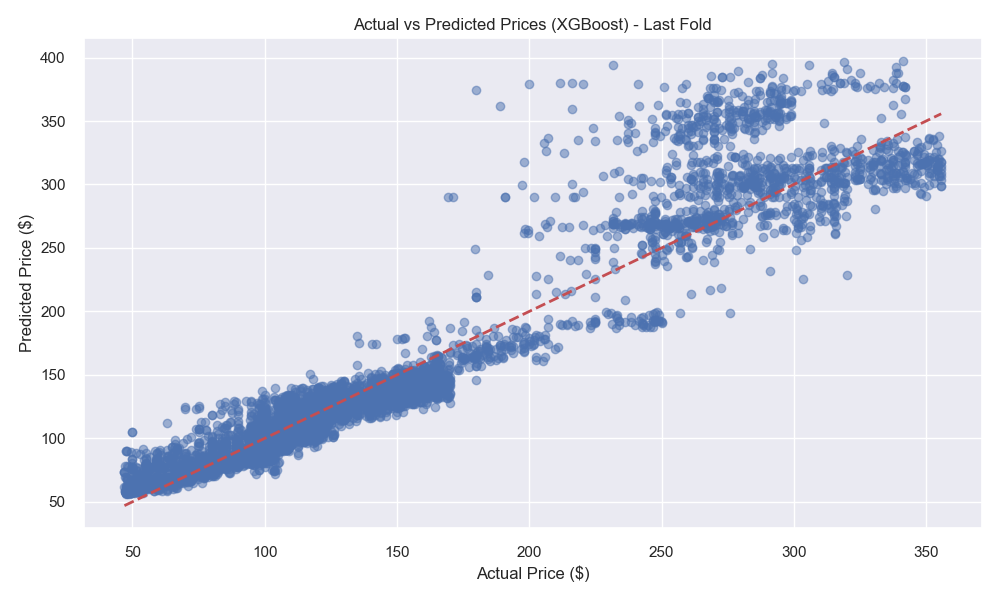 Actual vs Predicted Prices (XGBoost) - Last Fold
400
350
300
250
200
150
100
50
Predicted Price ($)
50 100 150 200 250 300 350
Actual Price ($)